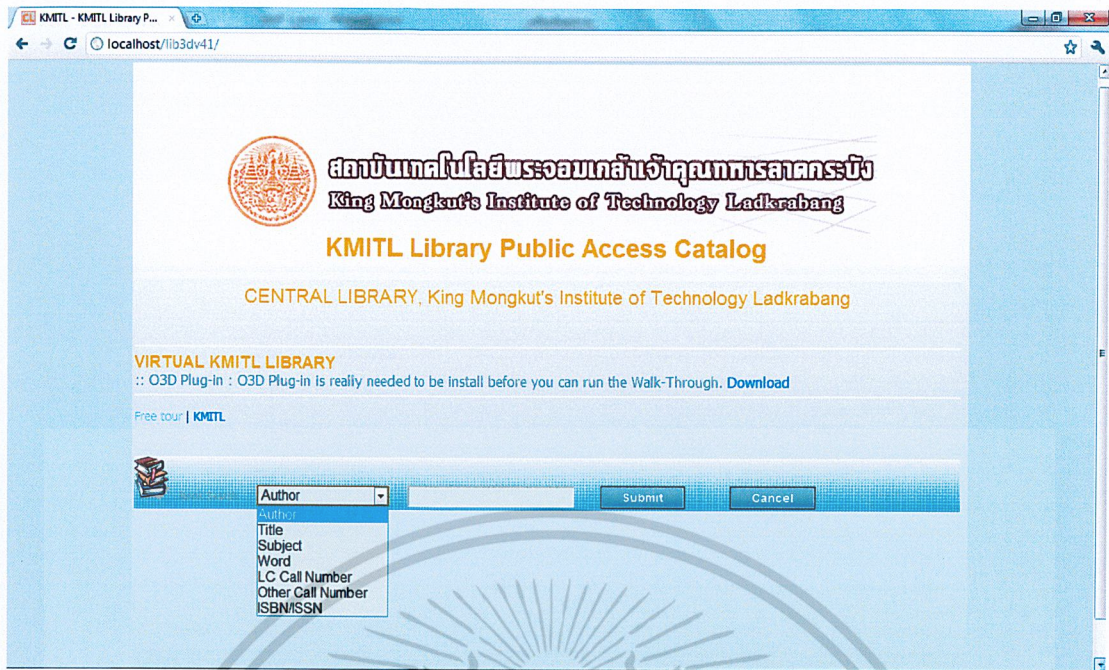 KMITL - KMITL Library P...
localhost/lib3dv41/
สถาบันเทคโนโลยีพระจอมเกล้าเจ้าคุณทหารลาดกระบัง
King Mongkut's Institute of Technology Ladkrabang
KMITL Library Public Access Catalog
CENTRAL LIBRARY, King Mongkut's Institute of Technology Ladkrabang
VIRTUAL KMITL LIBRARY
:: O3D Plug-in : O3D Plug-in is really needed to be install before you can run the Walk-Through. Download
Free tour | KMITL
Author Submit Cancel
Author
Title
Subject
Word
LC Call Number
Other Call Number
ISBN/ISSN